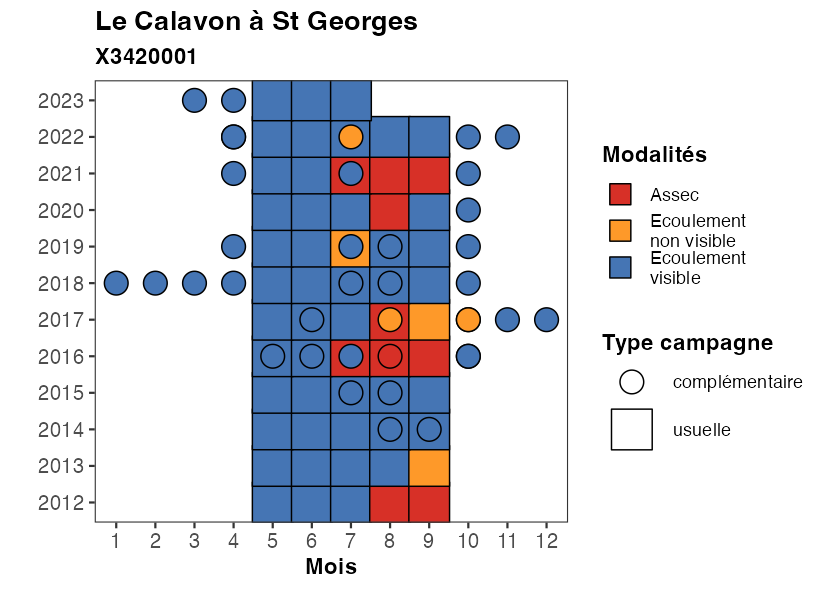 Le Calavon à St Georges
X3420001
2023
2022
2021
2020
2019
2018
2017
2016
2015
2014
2013
2012
1 2 3 4 5 6 7 8 9 10 11 12
Mois
Modalités
Assec
Ecoulement
non visible
Ecoulement
visible
Type campagne
complémentaire
usuelle